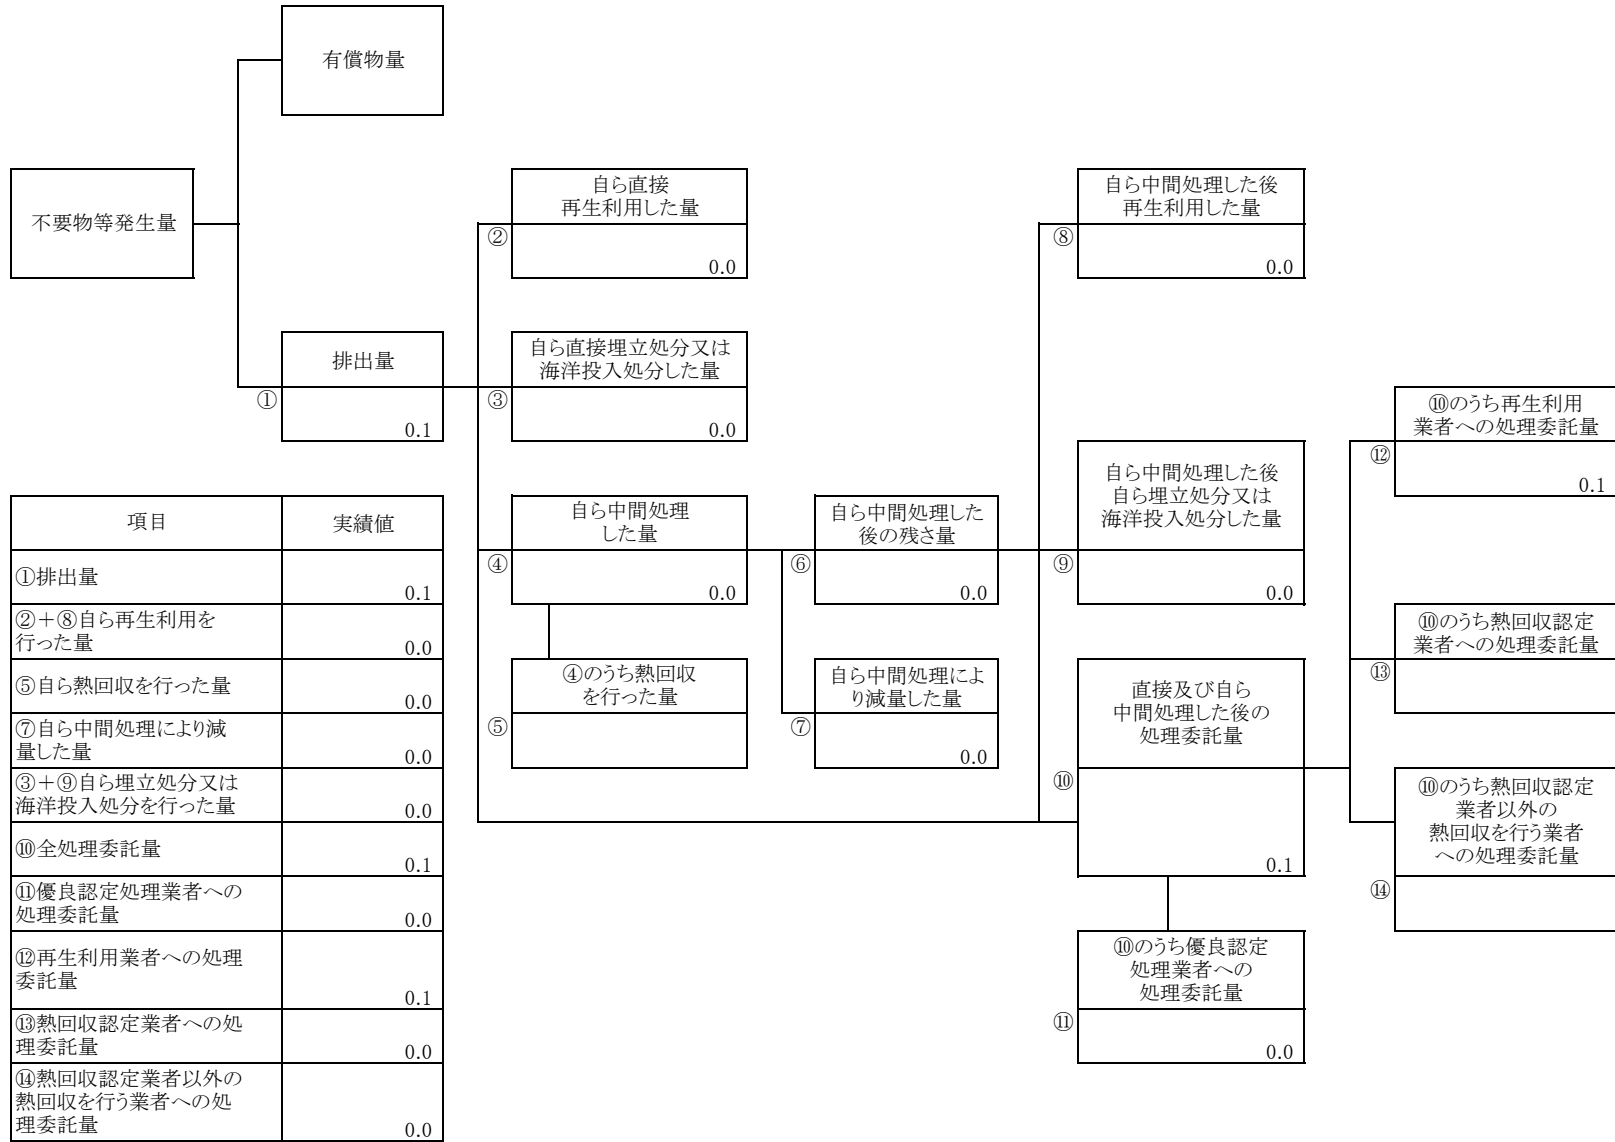 有償物量
不要物等発生量
排出量
①
0.1
自ら直接
再生利用した量
②
0.0
自ら直接埋立処分又は
海洋投入処分した量
③
0.0
自ら中間処理
した量
④
0.0
④のうち熱回収
を行った量
⑤
自ら中間処理した
後の残さ量
⑥
0.0
自ら中間処理によ
り減量した量
⑦
0.0
自ら中間処理した後
再生利用した量
⑧
0.0
自ら中間処理した後
自ら埋立処分又は
海洋投入処分した量
⑨
0.0
直接及び自ら
中間処理した後の
処理委託量
⑩
0.1
⑩のうち優良認定
処理業者への
処理委託量
⑪
0.0
⑩のうち再生利用
業者への処理委託量
⑫
0.1
⑩のうち熱回収認定
業者への処理委託量
⑬
⑩のうち熱回収認定
業者以外の
熱回収を行う業者
への処理委託量
⑭
項目 実績値
①排出量
0.1
②＋⑧自ら再生利用を
行った量
0.0
⑤自ら熱回収を行った量
0.0
⑦自ら中間処理により減
量した量
0.0
③＋⑨自ら埋立処分又は
海洋投入処分を行った量
0.0
⑩全処理委託量
0.1
⑪優良認定処理業者への
処理委託量
0.0
⑫再生利用業者への処理
委託量
0.1
⑬熱回収認定業者への処
理委託量
0.0
⑭熱回収認定業者以外の
熱回収を行う業者への処
理委託量
0.0